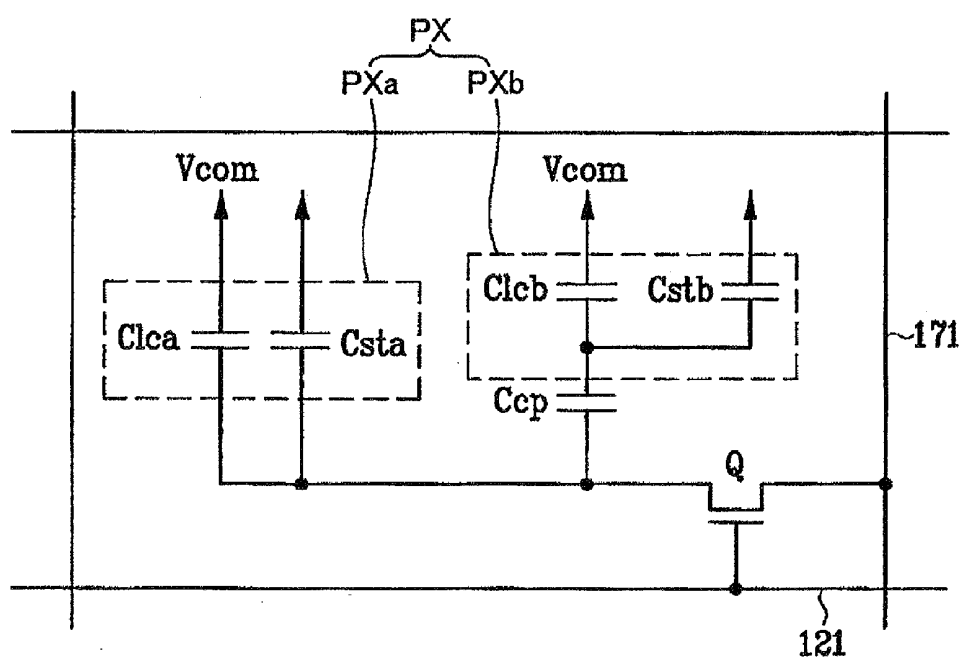 PX
PXa PXb
Vcom Vcom
Clcb Cstb
Clca Csta
171
Ccp
Q
121